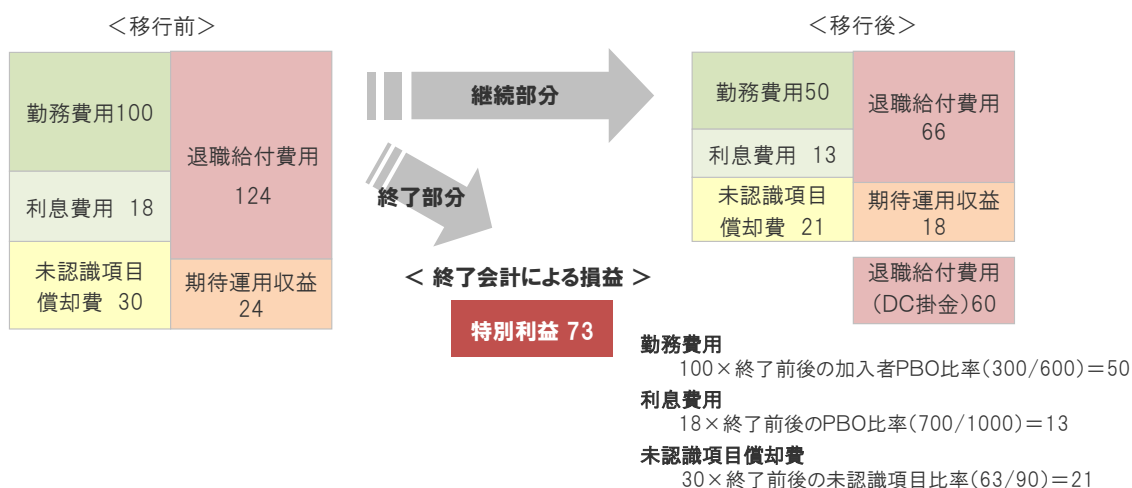 ＜移行前＞
勤務費用100
利息費用 18
未認識項目
償却費 30
退職給付費用
124
期待運用収益
24
継続部分
終了部分
＜ 終了会計による損益 ＞
特別利益 73
＜移行後＞
勤務費用50
利息費用 13
未認識項目
償却費 21
退職給付費用
66
期待運用収益
18
退職給付費用
(DC掛金)60
勤務費用
100×終了前後の加入者PBO比率(300/600)＝50
利息費用
18×終了前後のPBO比率(700/1000)＝13
未認識項目償却費
30×終了前後の未認識項目比率(63/90)＝21